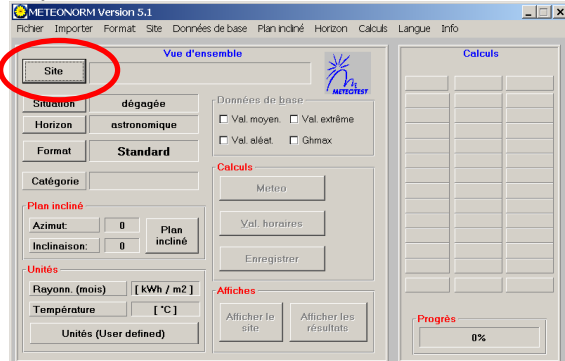 METEONORM Version 5.1
Fichier Importer Format Site Données de base Plan incliné Horizon Calculs Langue Info
Vue d'ensemble
Site
METEOTEST
Situation dégagée
Horizon astronomique
Format Standard
Catégorie
Données de base
Val. moyen. Val. extrême
Val. aléat. Ghmax
Calculs
Meteo
Val. horaires
Enregistrer
Plan incliné
Azimut: 0
Inclinaison: 0
Plan
incliné
Unités
Rayonn. (mois) [ kWh / m2 ]
Température [ °C ]
Unités (User defined)
Affiches
Afficher le
site
Afficher les
résultats
Calculs
Progrès
0%